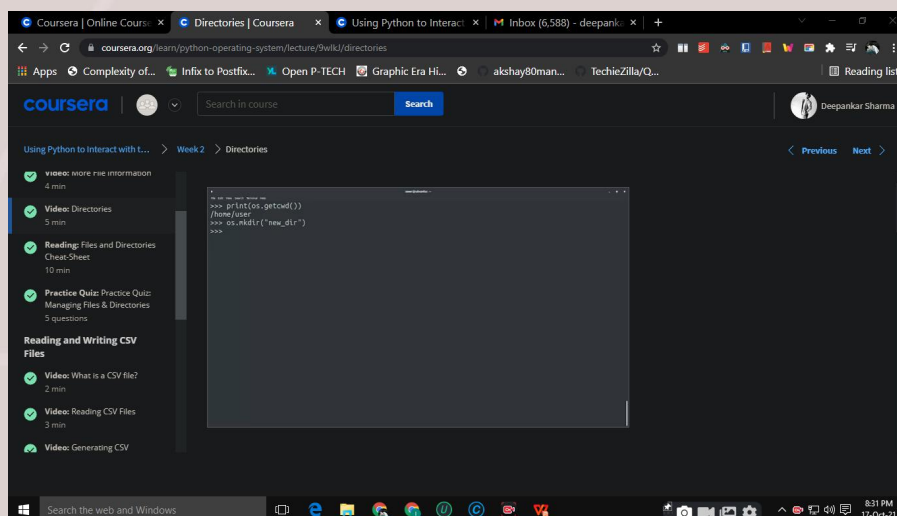 Coursera | Online Course
Directories | Coursera
Using Python to Interact
Inbox (6,588) - deepanka
coursera.org/learn/python-operating-system/lecture/9wlkJ/directories
Apps
Complexity of...
Infix to Postfix...
Open P-TECH
Graphic Era Hi...
akshay80man...
TechieZilla/Q...
Reading list
coursera
Search in course
Search
Deepankar Sharma
Using Python to Interact with t... > Week 2 > Directories
< Previous Next >
Video: More File Information
4 min
Video: Directories
5 min
Reading: Files and Directories
Cheat-Sheet
10 min
Practice Quiz: Practice Quiz:
Managing Files & Directories
5 questions
Reading and Writing CSV
Files
Video: What is a CSV file?
2 min
Video: Reading CSV Files
3 min
Video: Generating CSV
>>> print(os.getcwd())
/home/user
>>> os.mkdir("new_dir")
>>>
Search the web and Windows
8:31 PM
17-Oct-21